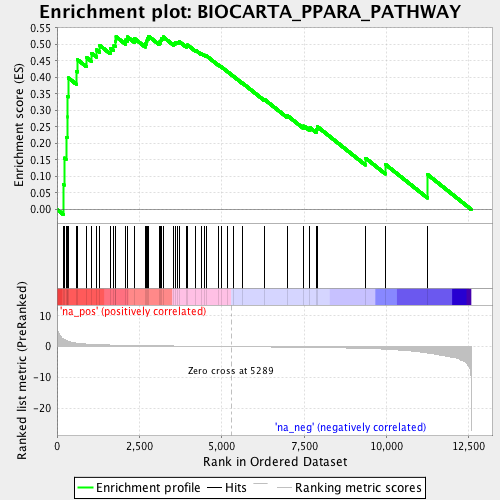 Enrichment plot: BIOCARTA_PPARA_PATHWAY
Enrichment score (ES)
0.55
0.50
0.45
0.40
0.35
0.30
0.25
0.20
0.15
0.10
0.05
0.00
'na_pos' (positively correlated)
Ranked list metric (PreRanked)
10
0
-10
-20
Zero cross at 5289
'na_neg' (negatively correlated)
0 2,500 5,000 7,500 10,000 12,500
Rank in Ordered Dataset
Enrichment profile Hits Ranking metric scores